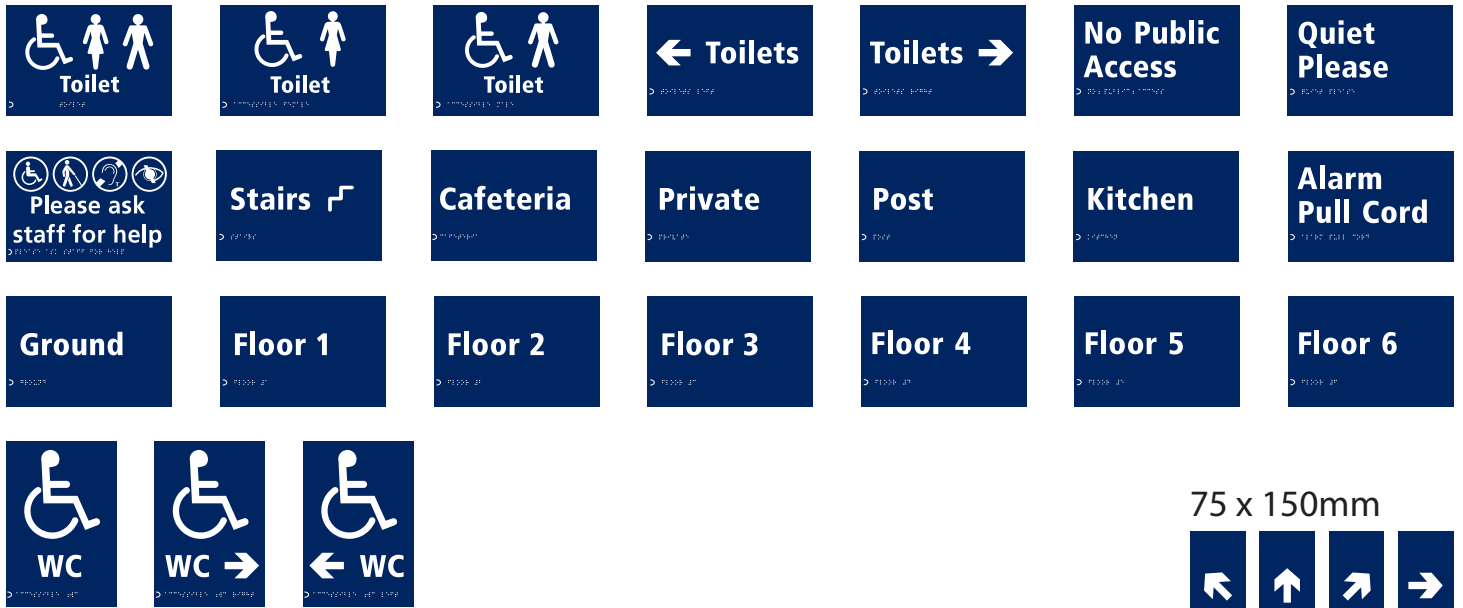 Toilet
Toilet
Toilet
← Toilets
Toilets →
No Public
Access
Quiet
Please
Please ask
staff for help
Stairs
Cafeteria
Private
Post
Kitchen
Alarm
Pull Cord
Ground
Floor 1
Floor 2
Floor 3
Floor 4
Floor 5
Floor 6
WC
WC →
← WC
75 x 150mm